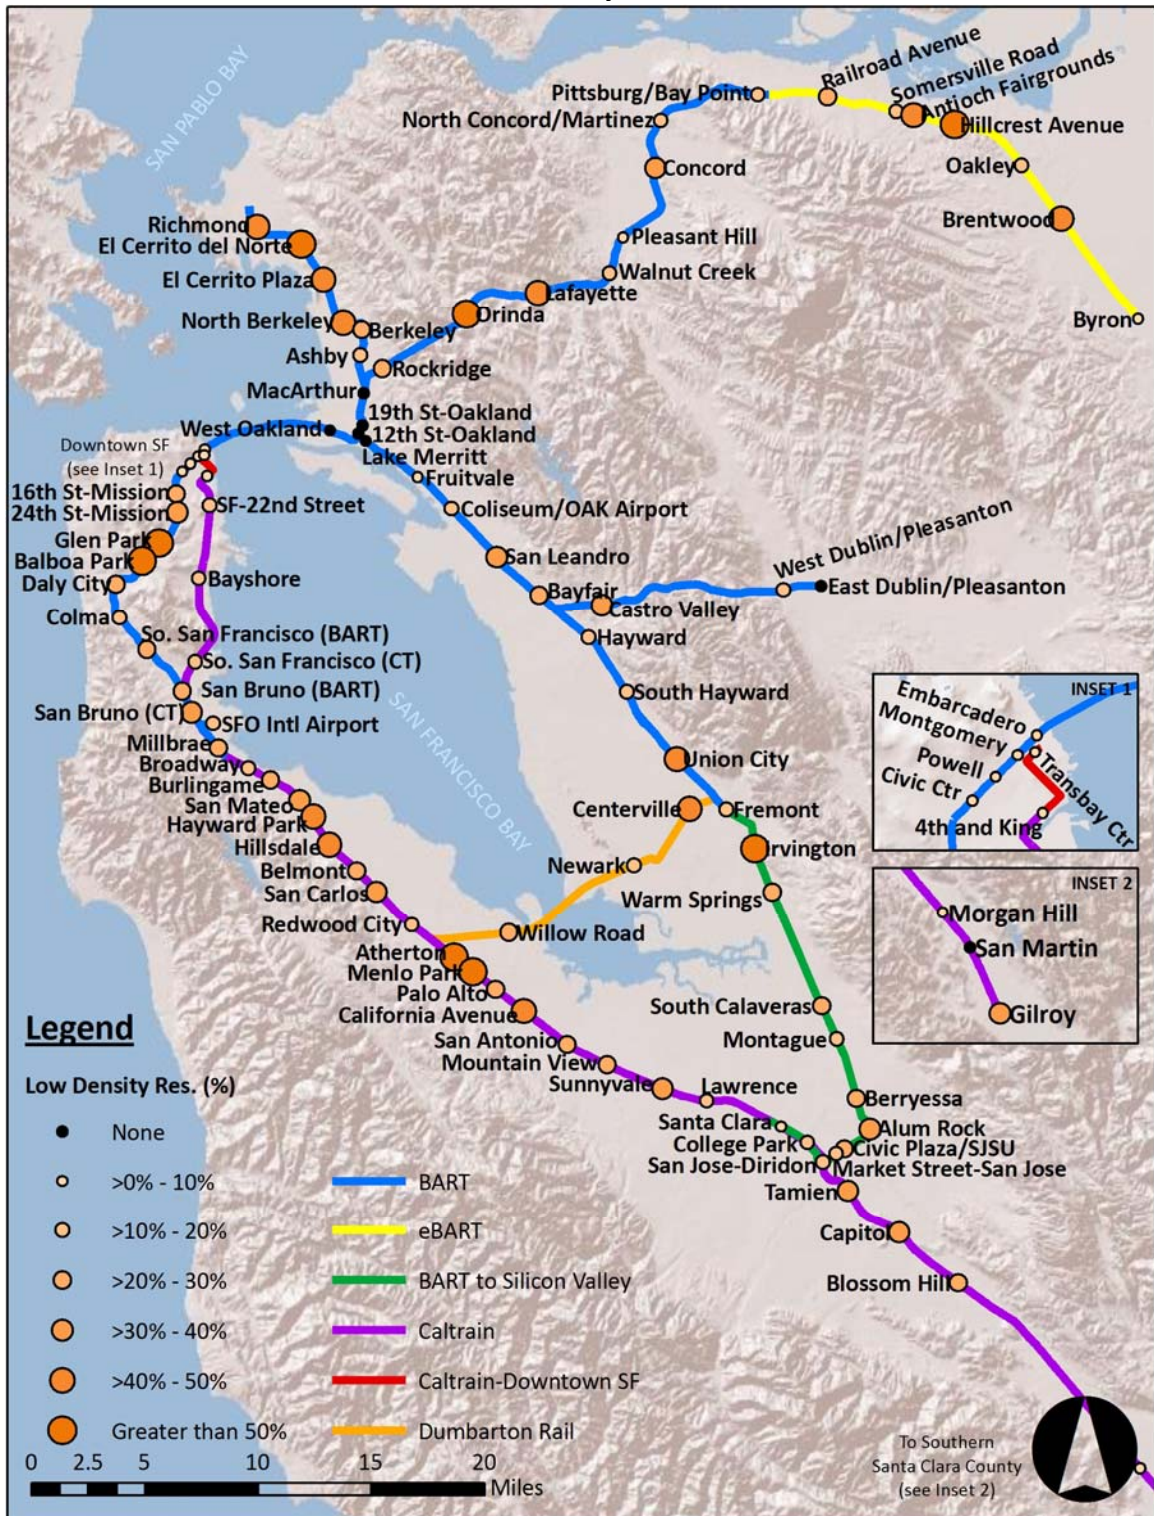 SAN PABLO BAY
Railroad Avenue
Somersville Road
Antioch Fairgrounds
Pittsburg/Bay Point
North Concord/Martinez
Hillcrest Avenue
Concord
Oakley
Brentwood
Richmond
El Cerrito del Norte
Pleasant Hill
El Cerrito Plaza
Walnut Creek
Lafayette
North Berkeley
Berkeley
Orinda
Byron
Ashby
Rockridge
MacArthur
19th St-Oakland
West Oakland
12th St-Oakland
Downtown SF
(see Inset 1)
Lake Merritt
Fruitvale
16th St-Mission
24th St-Mission
SF-22nd Street
Coliseum/OAK Airport
Glen Park
Balboa Park
San Leandro
West Dublin/Pleasanton
Daly City
Bayshore
Bayfair
East Dublin/Pleasanton
Colma
Castro Valley
So. San Francisco (BART)
Hayward
So. San Francisco (CT)
San Bruno (BART)
South Hayward
SAN FRANCISCO BAY
San Bruno (CT)
SFO Intl Airport
Millbrae
Broadway
Union City
Burlingame
San Mateo
Centerville
Fremont
Hayward Park
Hillsdale
Irvington
Belmont
Newark
San Carlos
Warm Springs
Redwood City
Willow Road
Atherton
Menlo Park
Palo Alto
California Avenue
South Calaveras
San Antonio
Montague
Mountain View
Sunnyvale
Lawrence
Berryessa
Santa Clara
Alum Rock
College Park
Civic Plaza/SJSU
San Jose-Diridon
Market Street-San Jose
Tamien
Capitol
Blossom Hill
INSET 1
Embarcadero
Montgomery
Powell
Civic Ctr
Transbay Ctr
4th and King
INSET 2
Morgan Hill
San Martin
Gilroy
Legend
Low Density Res. (%)
None
>0% - 10%
>10% - 20%
>20% - 30%
>30% - 40%
>40% - 50%
Greater than 50%
BART
eBART
BART to Silicon Valley
Caltrain
Caltrain-Downtown SF
Dumbarton Rail
0 2.5 5 10 15 20
Miles
To Southern
Santa Clara County
(see Inset 2)